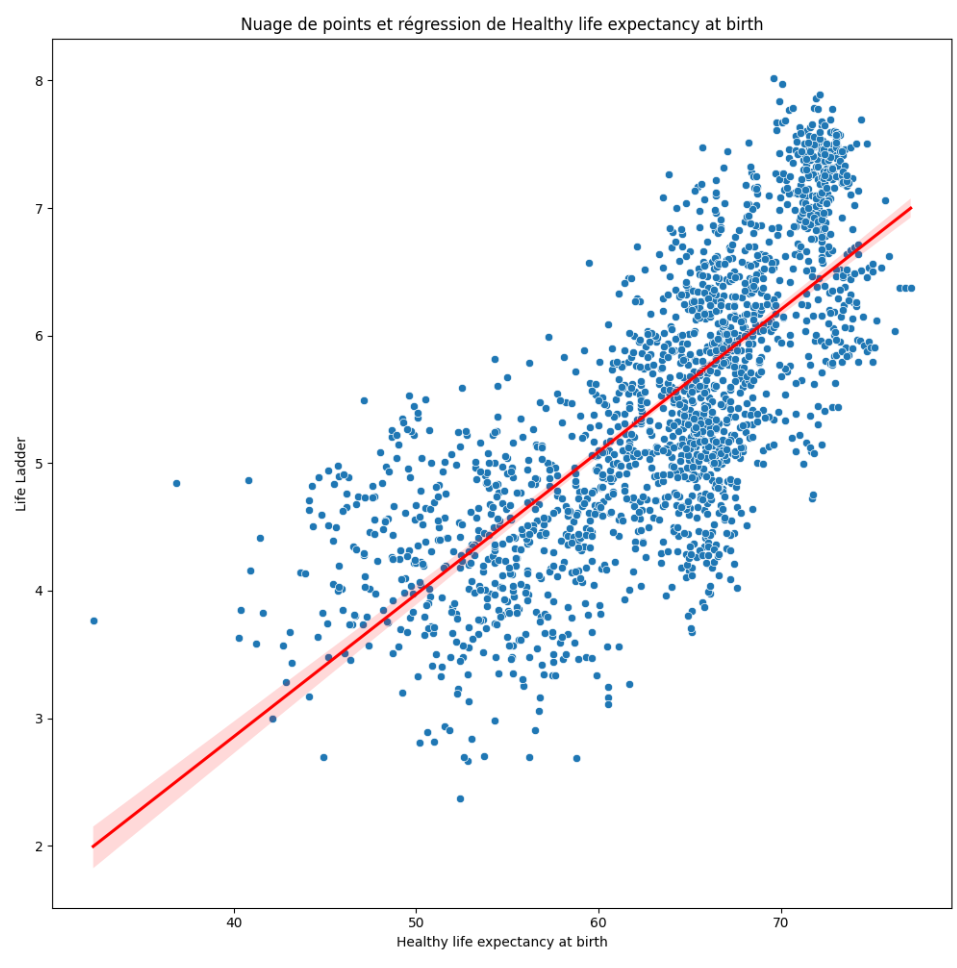 Nuage de points et régression de Healthy life expectancy at birth
8
7
6
5
4
3
2
Life Ladder
40 50 60 70
Healthy life expectancy at birth